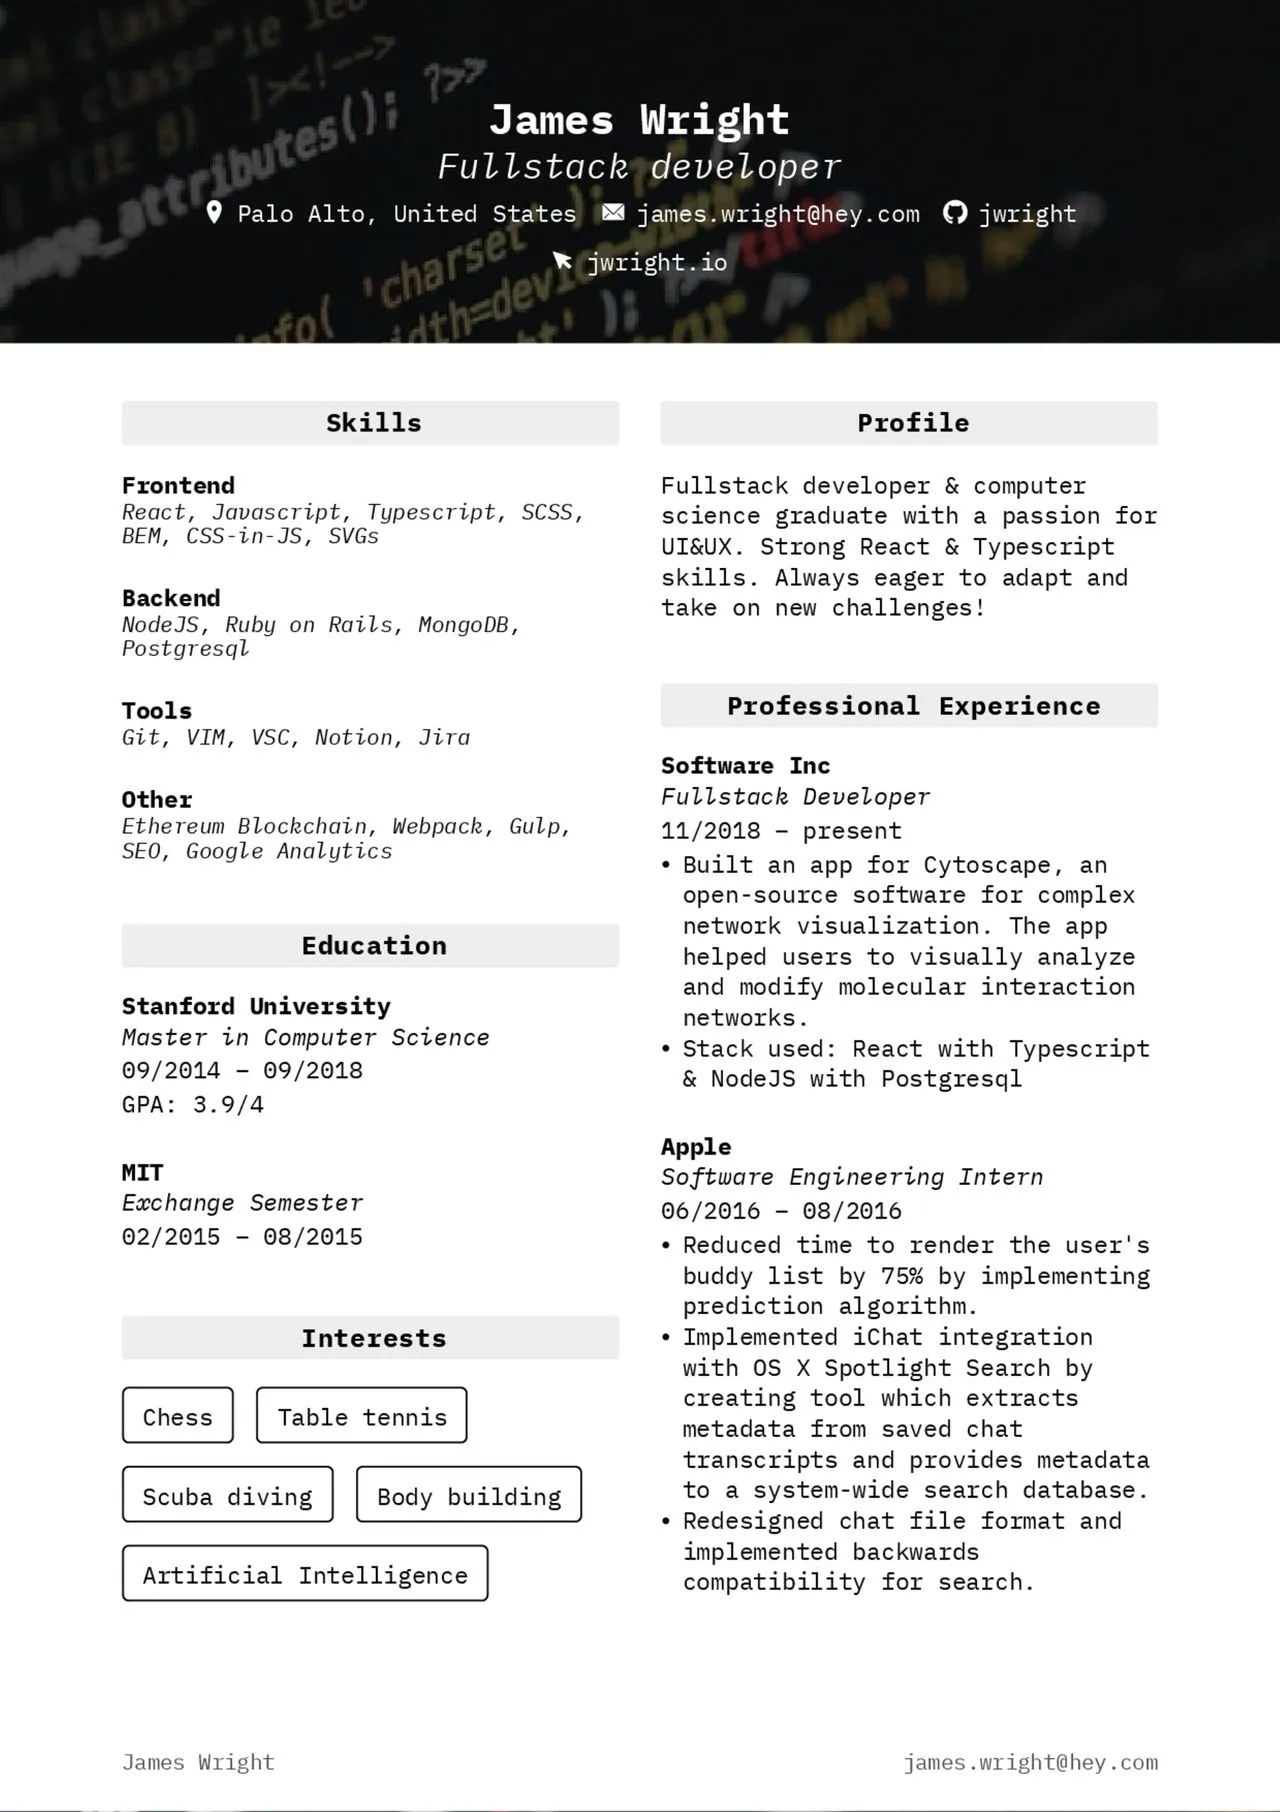 James Wright
Fullstack developer
Palo Alto, United States james.wright@hey.com jwright
jwright.io
?>>
]><!-->
attributes();
'charset'
info(
Skills
Frontend
React, Javascript, Typescript, SCSS,
BEM, CSS-in-JS, SVGs
Backend
NodeJS, Ruby on Rails, MongoDB,
Postgresql
Tools
Git, VIM, VSC, Notion, Jira
Other
Ethereum Blockchain, Webpack, Gulp,
SEO, Google Analytics
Education
Stanford University
Master in Computer Science
09/2014 – 09/2018
GPA: 3.9/4
MIT
Exchange Semester
02/2015 – 08/2015
Interests
Chess
Table tennis
Scuba diving
Body building
Artificial Intelligence
Profile
Fullstack developer & computer
science graduate with a passion for
UI&UX. Strong React & Typescript
skills. Always eager to adapt and
take on new challenges!
Professional Experience
Software Inc
Fullstack Developer
11/2018 – present
• Built an app for Cytoscape, an
open-source software for complex
network visualization. The app
helped users to visually analyze
and modify molecular interaction
networks.
• Stack used: React with Typescript
& NodeJS with Postgresql
Apple
Software Engineering Intern
06/2016 – 08/2016
• Reduced time to render the user's
buddy list by 75% by implementing
prediction algorithm.
• Implemented iChat integration
with OS X Spotlight Search by
creating tool which extracts
metadata from saved chat
transcripts and provides metadata
to a system-wide search database.
• Redesigned chat file format and
implemented backwards
compatibility for search.
James Wright
james.wright@hey.com